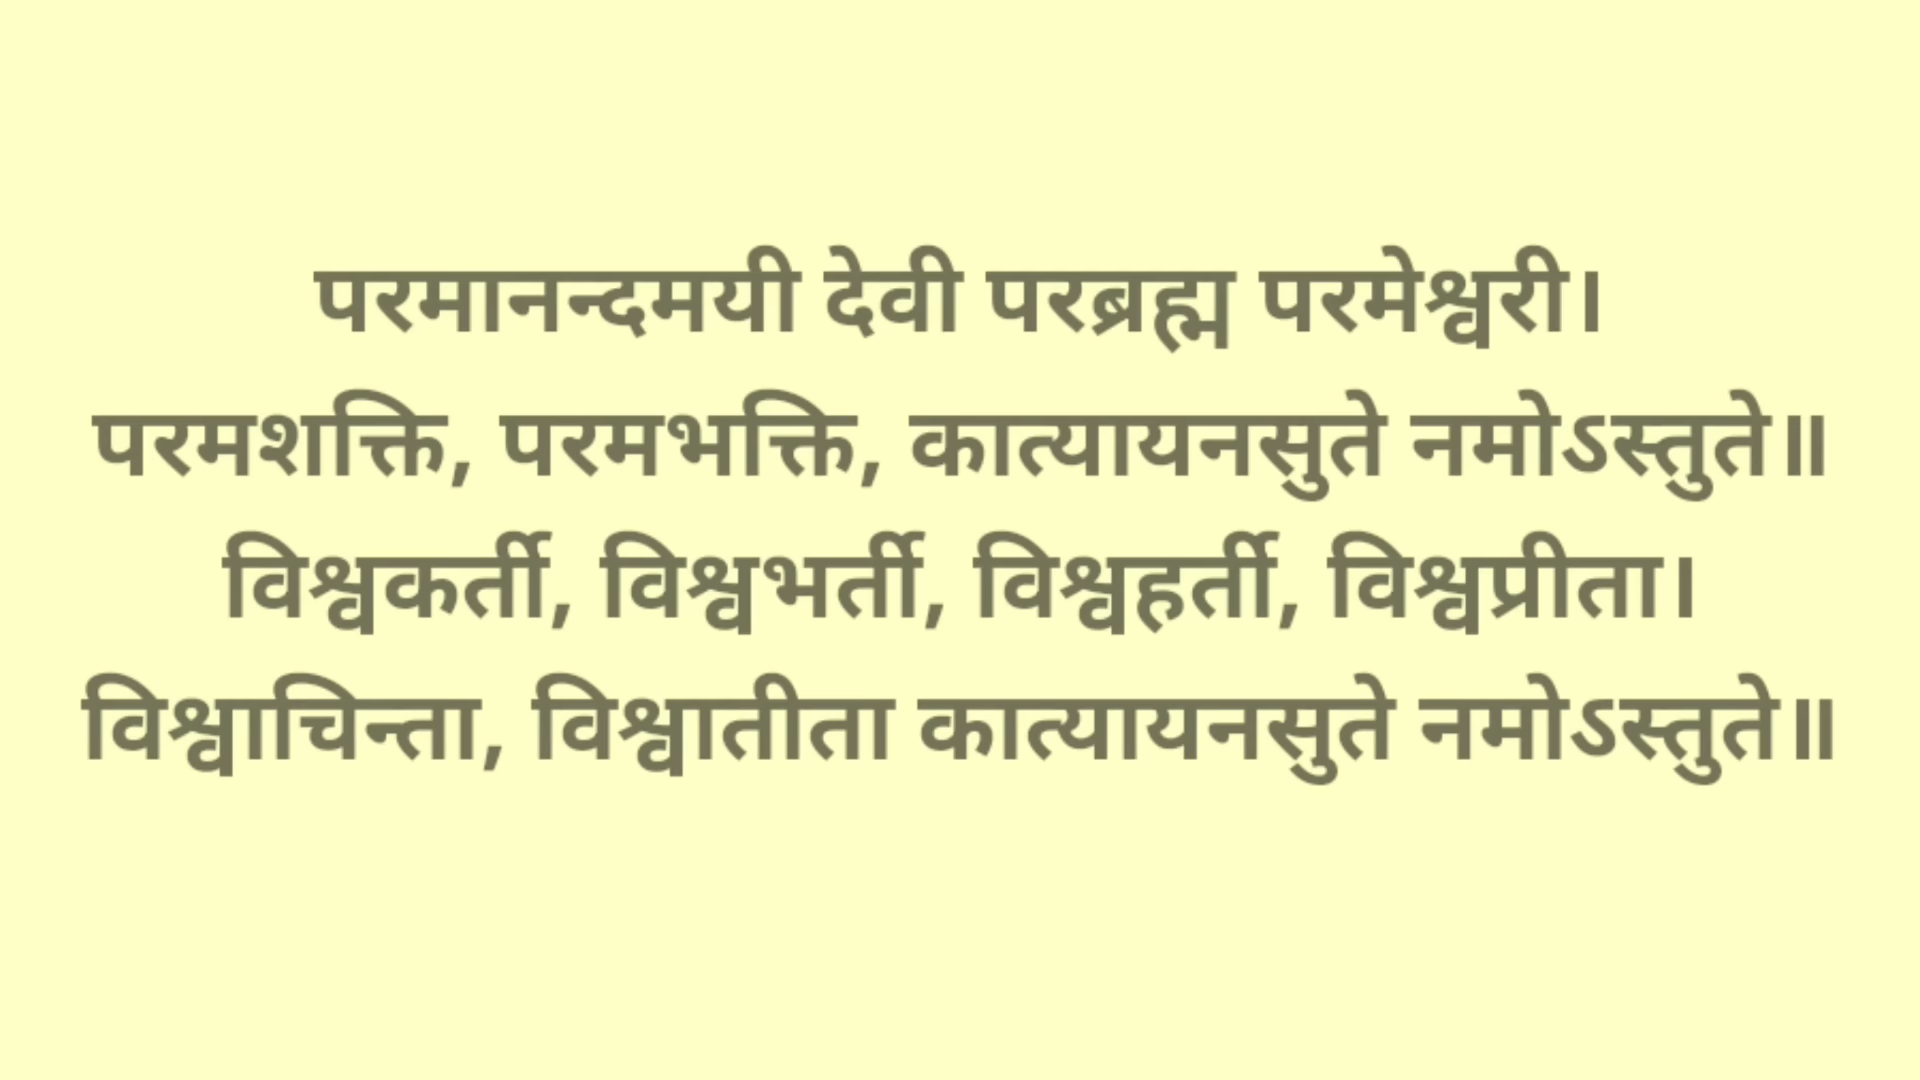 परमानन्दमयी देवी परब्रह्म परमेश्वरी।
परमशक्ति, परमभक्ति, कात्यायनसुते नमोऽस्तुते॥
विश्वकर्ती, विश्वभर्ती, विश्वहर्ती, विश्वप्रीता।
विश्वाचिन्ता, विश्वातीता कात्यायनसुते नमोऽस्तुते॥